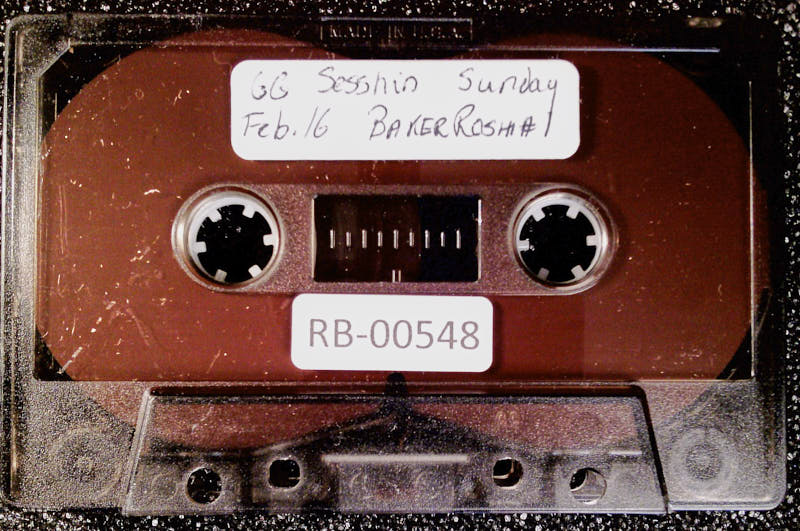 MADE IN U.S.A.
GG Sesshin Sunday
Feb. 16 BAKER ROSHI #1
RB-00548